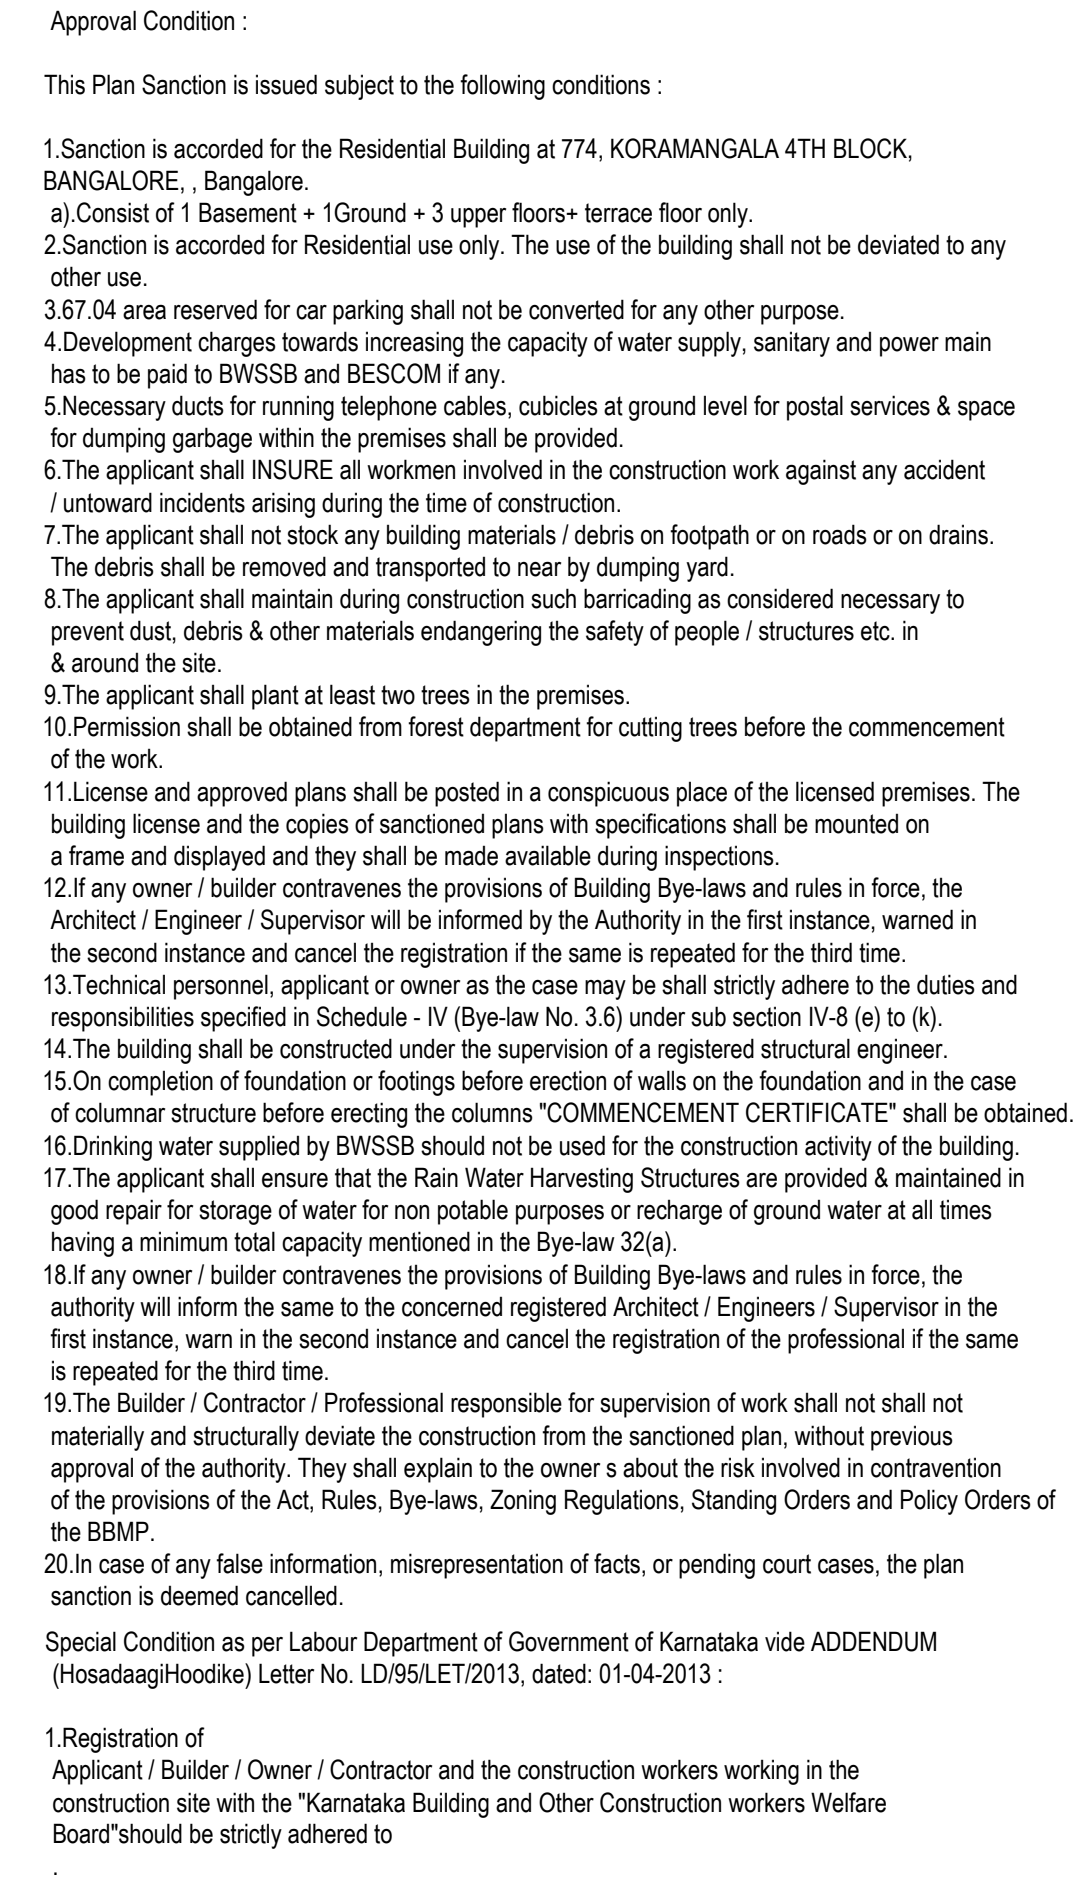 Approval Condition :
This Plan Sanction is issued subject to the following conditions :
1.Sanction is accorded for the Residential Building at 774, KORAMANGALA 4TH BLOCK,
BANGALORE, , Bangalore.
a).Consist of 1 Basement + 1Ground + 3 upper floors+ terrace floor only.
2.Sanction is accorded for Residential use only. The use of the building shall not be deviated to any
other use.
3.67.04 area reserved for car parking shall not be converted for any other purpose.
4.Development charges towards increasing the capacity of water supply, sanitary and power main
has to be paid to BWSSB and BESCOM if any.
5.Necessary ducts for running telephone cables, cubicles at ground level for postal services & space
for dumping garbage within the premises shall be provided.
6.The applicant shall INSURE all workmen involved in the construction work against any accident
/ untoward incidents arising during the time of construction.
7.The applicant shall not stock any building materials / debris on footpath or on roads or on drains.
The debris shall be removed and transported to near by dumping yard.
8.The applicant shall maintain during construction such barricading as considered necessary to
prevent dust, debris & other materials endangering the safety of people / structures etc. in
& around the site.
9.The applicant shall plant at least two trees in the premises.
10.Permission shall be obtained from forest department for cutting trees before the commencement
of the work.
11.License and approved plans shall be posted in a conspicuous place of the licensed premises. The
building license and the copies of sanctioned plans with specifications shall be mounted on
a frame and displayed and they shall be made available during inspections.
12.If any owner / builder contravenes the provisions of Building Bye-laws and rules in force, the
Architect / Engineer / Supervisor will be informed by the Authority in the first instance, warned in
the second instance and cancel the registration if the same is repeated for the third time.
13.Technical personnel, applicant or owner as the case may be shall strictly adhere to the duties and
responsibilities specified in Schedule - IV (Bye-law No. 3.6) under sub section IV-8 (e) to (k).
14.The building shall be constructed under the supervision of a registered structural engineer.
15.On completion of foundation or footings before erection of walls on the foundation and in the case
of columnar structure before erecting the columns "COMMENCEMENT CERTIFICATE" shall be obtained.
16.Drinking water supplied by BWSSB should not be used for the construction activity of the building.
17.The applicant shall ensure that the Rain Water Harvesting Structures are provided & maintained in
good repair for storage of water for non potable purposes or recharge of ground water at all times
having a minimum total capacity mentioned in the Bye-law 32(a).
18.If any owner / builder contravenes the provisions of Building Bye-laws and rules in force, the
authority will inform the same to the concerned registered Architect / Engineers / Supervisor in the
first instance, warn in the second instance and cancel the registration of the professional if the same
is repeated for the third time.
19.The Builder / Contractor / Professional responsible for supervision of work shall not shall not
materially and structurally deviate the construction from the sanctioned plan, without previous
approval of the authority. They shall explain to the owner s about the risk involved in contravention
of the provisions of the Act, Rules, Bye-laws, Zoning Regulations, Standing Orders and Policy Orders of
the BBMP.
20.In case of any false information, misrepresentation of facts, or pending court cases, the plan
sanction is deemed cancelled.
Special Condition as per Labour Department of Government of Karnataka vide ADDENDUM
(HosadaagiHoodike) Letter No. LD/95/LET/2013, dated: 01-04-2013 :
1.Registration of
Applicant / Builder / Owner / Contractor and the construction workers working in the
construction site with the "Karnataka Building and Other Construction workers Welfare
Board"should be strictly adhered to
.